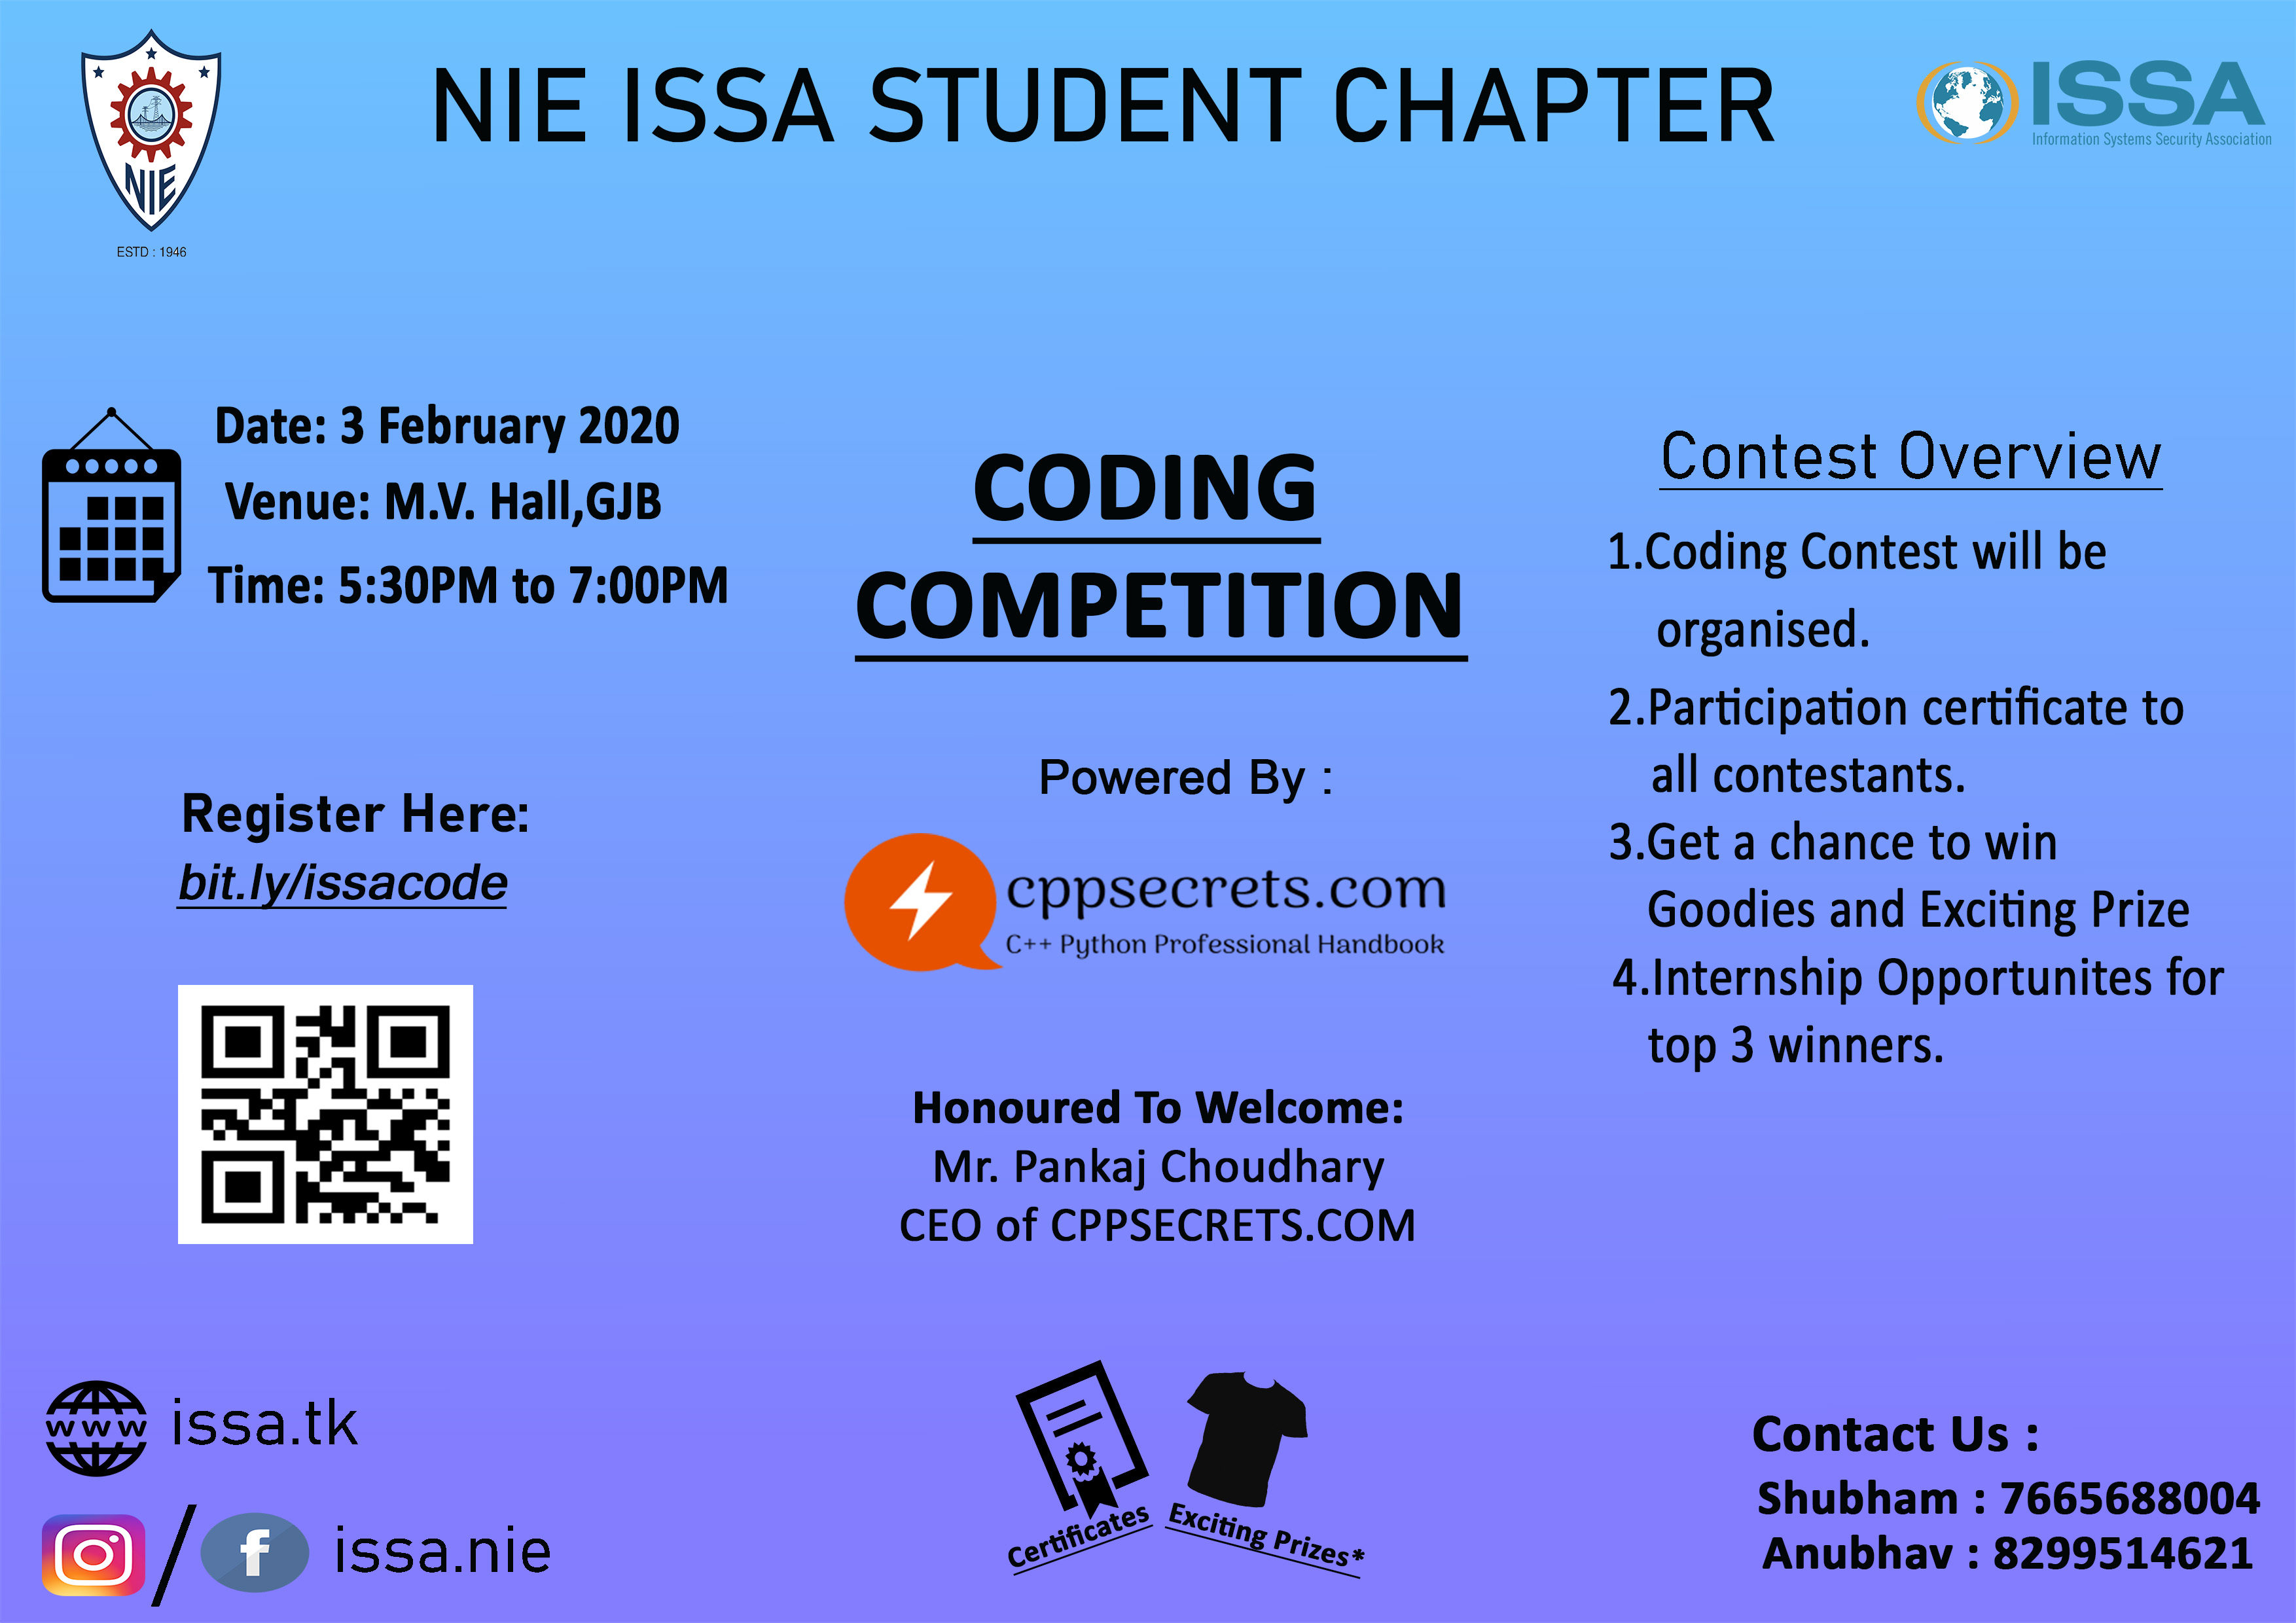 NIE ISSA STUDENT CHAPTER
NIE
ESTD : 1946
ISSA
Information Systems Security Association
Date: 3 February 2020
Venue: M.V. Hall,GJB
Time: 5:30PM to 7:00PM
Register Here:
bit.ly/issacode
CODING
COMPETITION
Powered By :
cppsecrets.com
C++ Python Professional Handbook
Honoured To Welcome:
Mr. Pankaj Choudhary
CEO of CPPSECRETS.COM
Contest Overview
1.Coding Contest will be
organised.
2.Participation certificate to
all contestants.
3.Get a chance to win
Goodies and Exciting Prize
4.Internship Opportunites for
top 3 winners.
www
issa.tk
f
/
issa.nie
Certificates
Exciting Prizes*
Contact Us :
Shubham : 7665688004
Anubhav : 8299514621